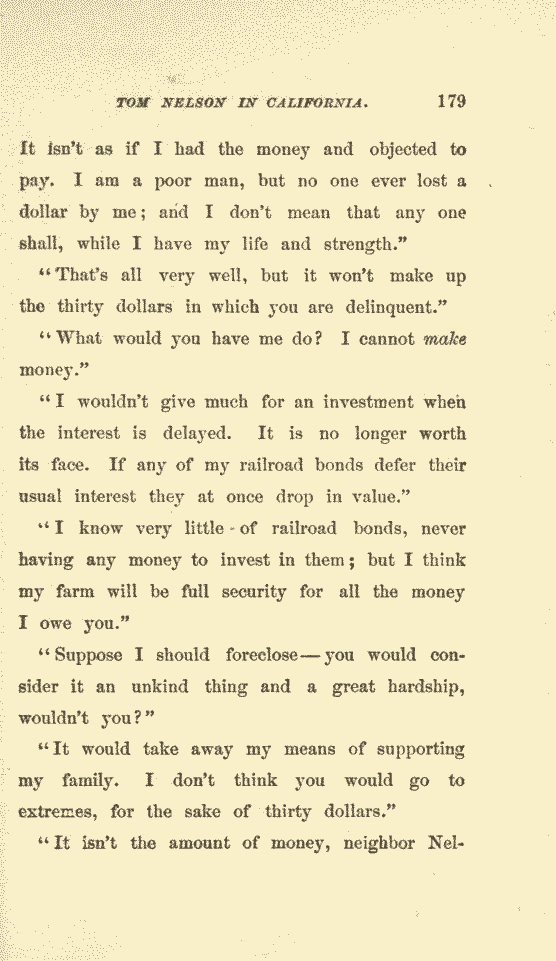 TOM NELSON IN CALIFORNIA. 179
It isn't as if I had the money and objected to
pay. I am a poor man, but no one ever lost a
dollar by me; and I don't mean that any one
shall, while I have my life and strength."
"That's all very well, but it won't make up
the thirty dollars in which you are delinquent."
"What would you have me do? I cannot make
money."
"I wouldn't give much for an investment when
the interest is delayed. It is no longer worth
its face. If any of my railroad bonds defer their
usual interest they at once drop in value."
"I know very little of railroad bonds, never
having any money to invest in them; but I think
my farm will be full security for all the money
I owe you."
"Suppose I should foreclose—you would con-
sider it an unkind thing and a great hardship,
wouldn't you?"
"It would take away my means of supporting
my family. I don't think you would go to
extremes, for the sake of thirty dollars."
"It isn't the amount of money, neighbor Nel-